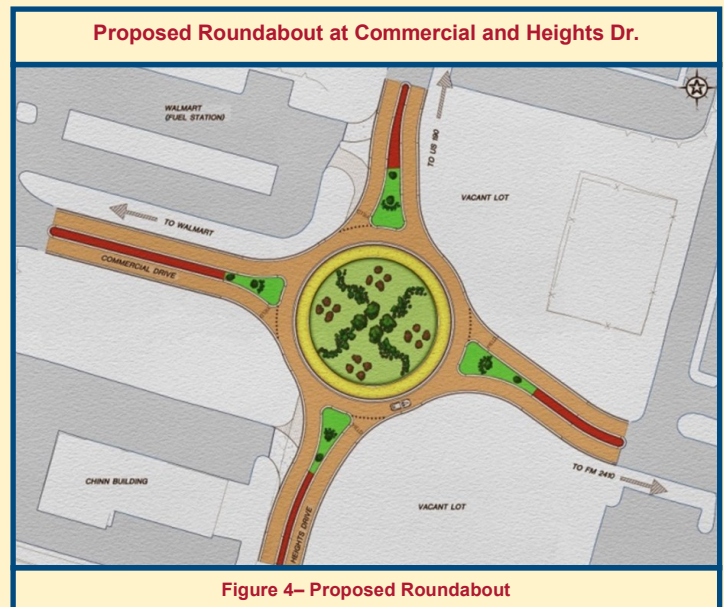 Proposed Roundabout at Commercial and Heights Dr.
WALMART
(FUEL STATION)
TO US 190
VACANT LOT
TO WALMART
COMMERCIAL DRIVE
TO FM 2410
CHINN BUILDING
VACANT LOT
HEIGHTS DRIVE
Figure 4– Proposed Roundabout